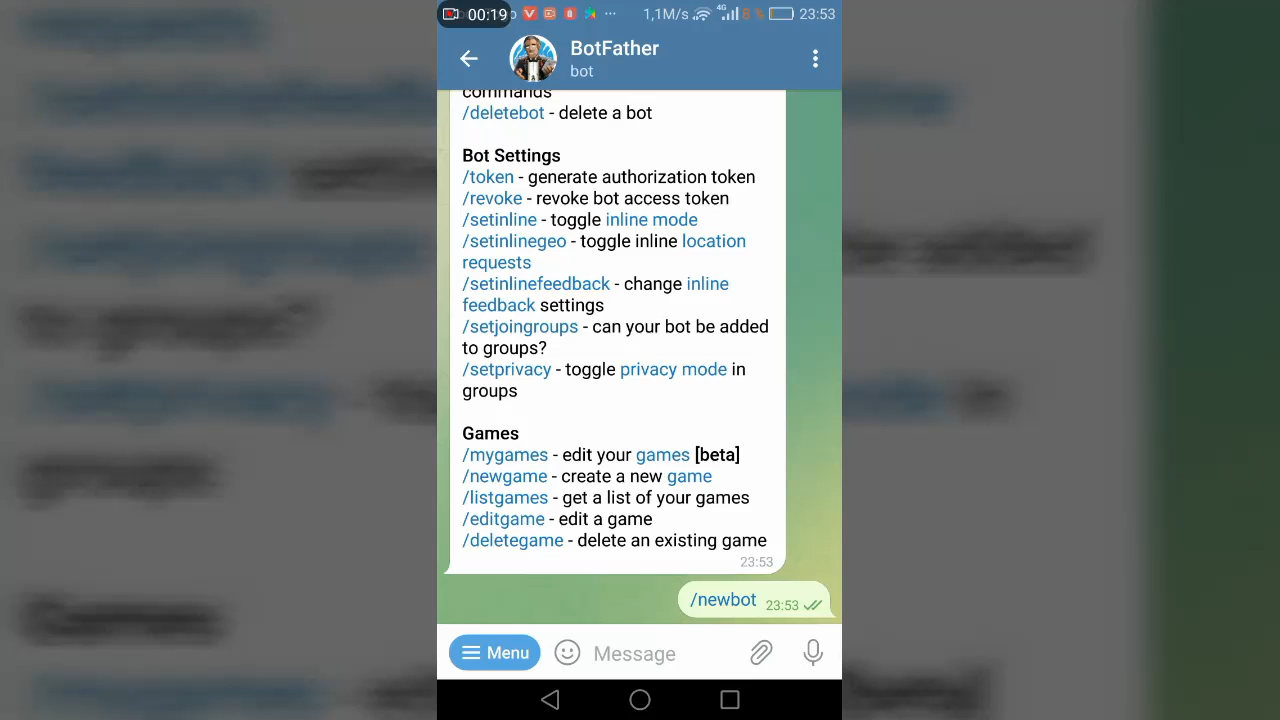 00:19
1,1M/s 4G 23:53
BotFather
bot
commands
/deletebot - delete a bot
Bot Settings
/token - generate authorization token
/revoke - revoke bot access token
/setinline - toggle inline mode
/setinlinegeo - toggle inline location
requests
/setinlinefeedback - change inline
feedback settings
/setjoingroups - can your bot be added
to groups?
/setprivacy - toggle privacy mode in
groups
Games
/mygames - edit your games [beta]
/newgame - create a new game
/listgames - get a list of your games
/editgame - edit a game
/deletegame - delete an existing game
23:53
/newbot 23:53
Menu Message